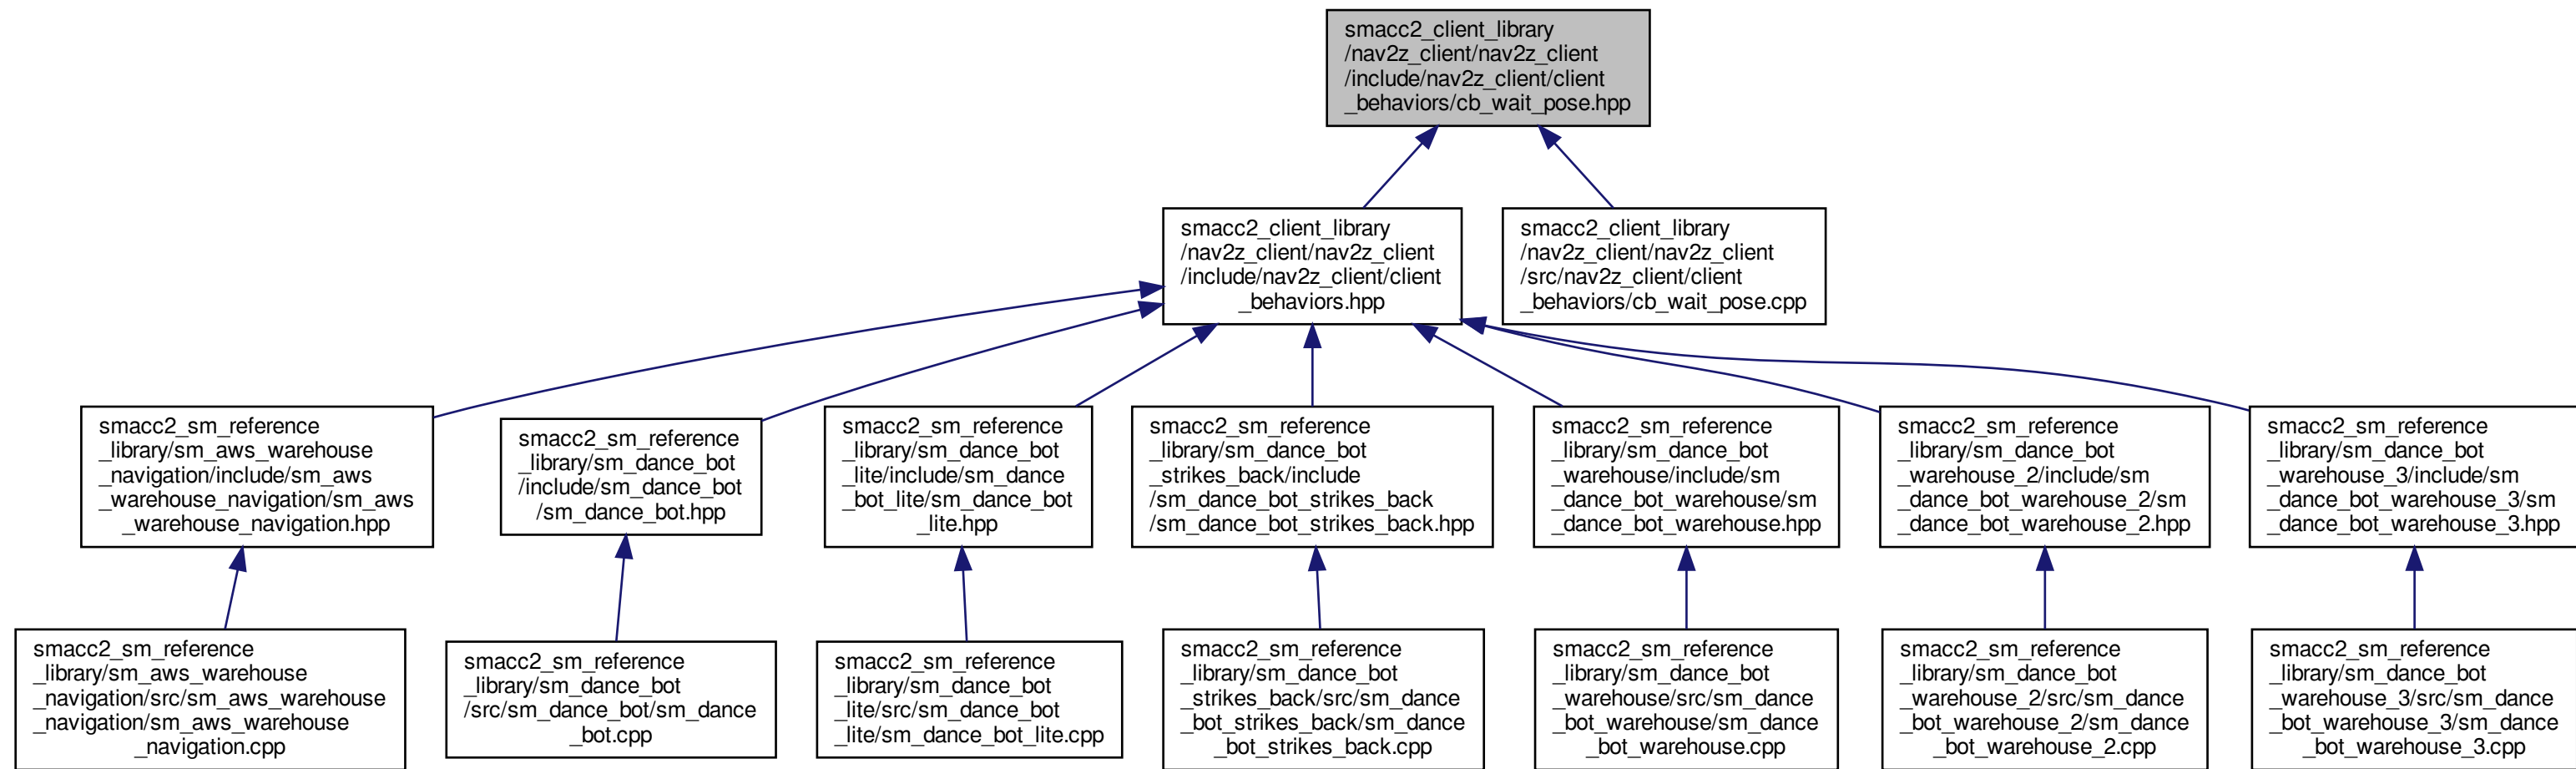 smacc2_client_library
/nav2z_client/nav2z_client
/include/nav2z_client/client
_behaviors/cb_wait_pose.hpp
smacc2_client_library
/nav2z_client/nav2z_client
/include/nav2z_client/client
_behaviors.hpp
smacc2_client_library
/nav2z_client/nav2z_client
/src/nav2z_client/client
_behaviors/cb_wait_pose.cpp
smacc2_sm_reference
_library/sm_aws_warehouse
_navigation/include/sm_aws
_warehouse_navigation/sm_aws
_warehouse_navigation.hpp
smacc2_sm_reference
_library/sm_dance_bot
/include/sm_dance_bot
/sm_dance_bot.hpp
smacc2_sm_reference
_library/sm_dance_bot
_lite/include/sm_dance
_bot_lite/sm_dance_bot
_lite.hpp
smacc2_sm_reference
_library/sm_dance_bot
_strikes_back/include
/sm_dance_bot_strikes_back
/sm_dance_bot_strikes_back.hpp
smacc2_sm_reference
_library/sm_dance_bot
_warehouse/include/sm
_dance_bot_warehouse/sm
_dance_bot_warehouse.hpp
smacc2_sm_reference
_library/sm_dance_bot
_warehouse_2/include/sm
_dance_bot_warehouse_2/sm
_dance_bot_warehouse_2.hpp
smacc2_sm_reference
_library/sm_dance_bot
_warehouse_3/include/sm
_dance_bot_warehouse_3/sm
_dance_bot_warehouse_3.hpp
smacc2_sm_reference
_library/sm_aws_warehouse
_navigation/src/sm_aws_warehouse
_navigation/sm_aws_warehouse
_navigation.cpp
smacc2_sm_reference
_library/sm_dance_bot
/src/sm_dance_bot/sm_dance
_bot.cpp
smacc2_sm_reference
_library/sm_dance_bot
_lite/src/sm_dance_bot
_lite/sm_dance_bot_lite.cpp
smacc2_sm_reference
_library/sm_dance_bot
_strikes_back/src/sm_dance
_bot_strikes_back/sm_dance
_bot_strikes_back.cpp
smacc2_sm_reference
_library/sm_dance_bot
_warehouse/src/sm_dance
_bot_warehouse/sm_dance
_bot_warehouse.cpp
smacc2_sm_reference
_library/sm_dance_bot
_warehouse_2/src/sm_dance
_bot_warehouse_2/sm_dance
_bot_warehouse_2.cpp
smacc2_sm_reference
_library/sm_dance_bot
_warehouse_3/src/sm_dance
_bot_warehouse_3/sm_dance
_bot_warehouse_3.cpp